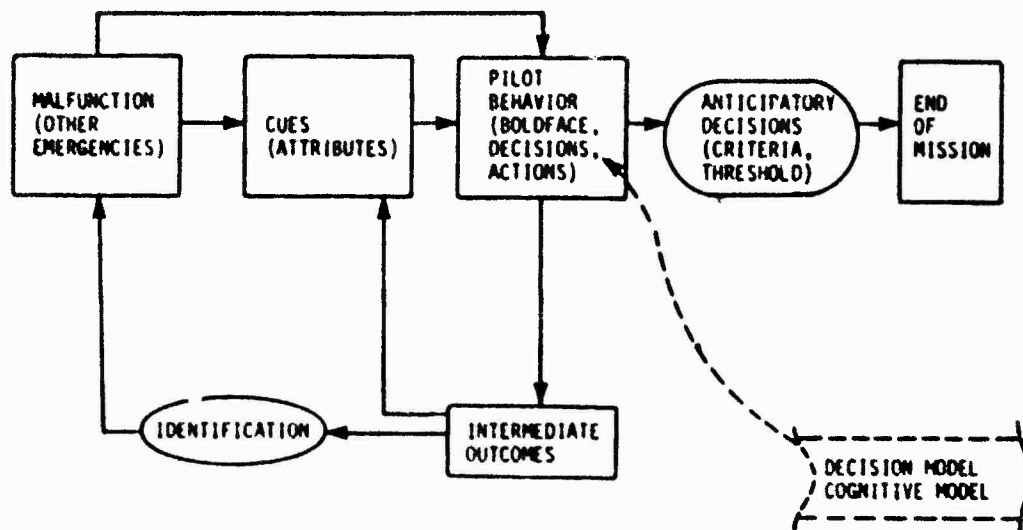 MALFUNCTION
(OTHER
EMERGENCIES)
CUES
(ATTRIBUTES)
PILOT
BEHAVIOR
(BOLDFACE,
DECISIONS,
ACTIONS)
ANTICIPATORY
DECISIONS
(CRITERIA,
THRESHOLD)
END
OF
MISSION
IDENTIFICATION
INTERMEDIATE
OUTCOMES
DECISION MODEL
COGNITIVE MODEL